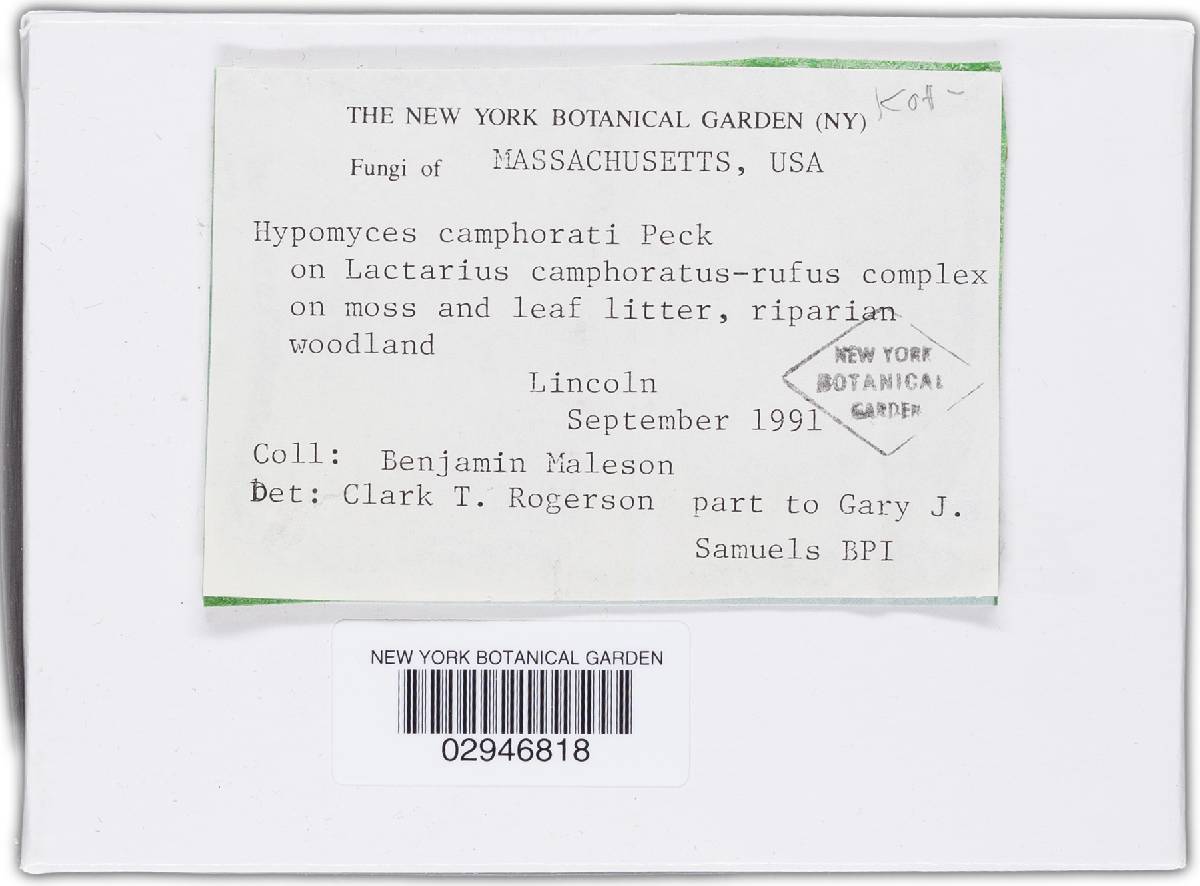 THE NEW YORK BOTANICAL GARDEN (NY) KOH-
Fungi of MASSACHUSETTS, USA
Hypomyces camphorati Peck
on Lactarius camphoratus-rufus complex
on moss and leaf litter, riparian
woodland
NEW YORK
BOTANICAL
GARDEN
Lincoln
September 1991
Coll: Benjamin Maleson
Det: Clark T. Rogerson part to Gary J.
Samuels BPI
NEW YORK BOTANICAL GARDEN
02946818